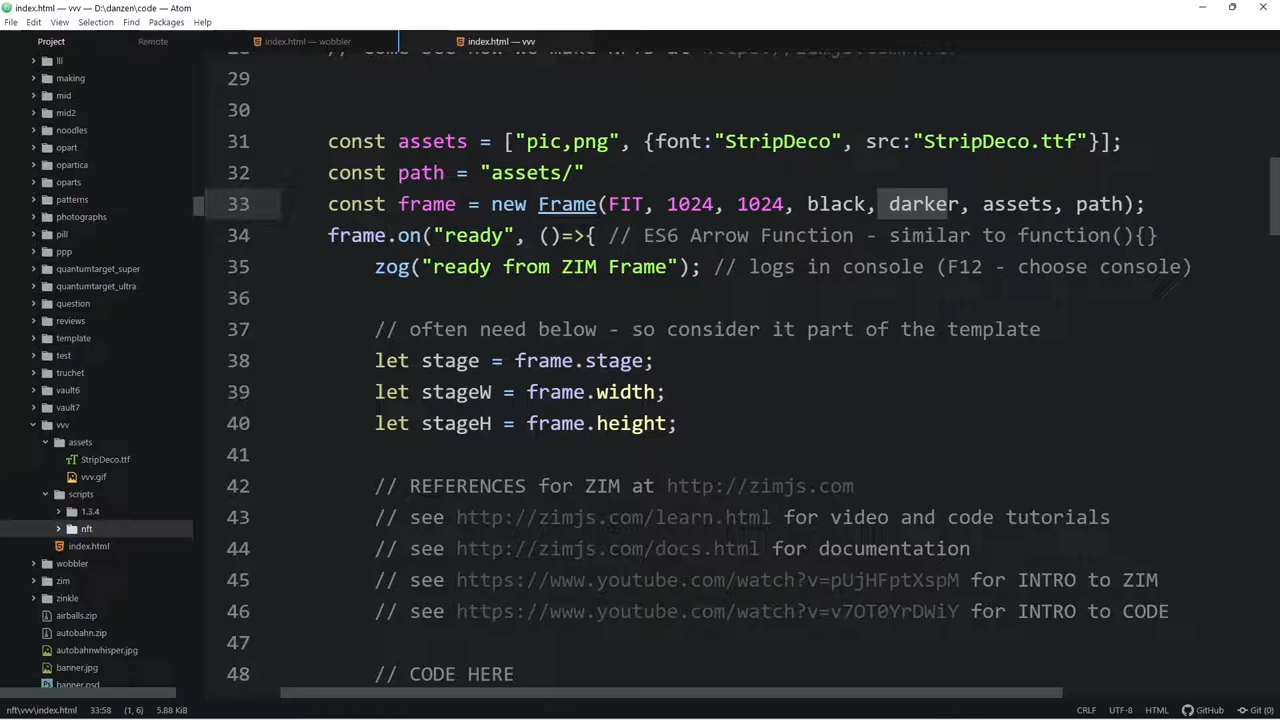 index.html — vvv — D:\danzen\code — Atom
File Edit View Selection Find Packages Help
Project Remote
index.html — wobbler
index.html — vvv
lll
making
mid
mid2
noodles
opart
opartica
oparts
patterns
photographs
pill
ppp
quantumtarget_super
quantumtarget_ultra
question
reviews
template
test
truchet
vault6
vault7
vvv
assets
StripDeco.ttf
vvv.gif
scripts
1.3.4
nft
index.html
wobbler
zim
zinkle
airballs.zip
autobahn.zip
autobahnwhisper.jpg
banner.jpg
banner.psd
29
30
31 const assets = ["pic,png", {font:"StripDeco", src:"StripDeco.ttf"}];
32 const path = "assets/"
33 const frame = new Frame(FIT, 1024, 1024, black, darker, assets, path);
34 frame.on("ready", ()=>{ // ES6 Arrow Function - similar to function(){}
35 zog("ready from ZIM Frame"); // logs in console (F12 - choose console)
36
37 // often need below - so consider it part of the template
38 let stage = frame.stage;
39 let stageW = frame.width;
40 let stageH = frame.height;
41
42 // REFERENCES for ZIM at http://zimjs.com
43 // see http://zimjs.com/learn.html for video and code tutorials
44 // see http://zimjs.com/docs.html for documentation
45 // see https://www.youtube.com/watch?v=pUjHFptXspM for INTRO to ZIM
46 // see https://www.youtube.com/watch?v=v7OT0YrDWiY for INTRO to CODE
47
48 // CODE HERE
nft\vvv\index.html 33:58 (1, 6) 5.88 KiB CRLF UTF-8 HTML GitHub Git (0)